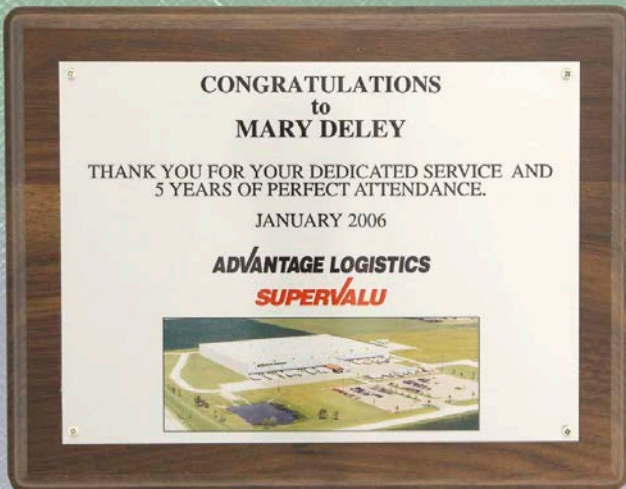 CONGRATULATIONS
to
MARY DELEY
THANK YOU FOR YOUR DEDICATED SERVICE AND
5 YEARS OF PERFECT ATTENDANCE.
JANUARY 2006
ADVANTAGE LOGISTICS
SUPERVALU